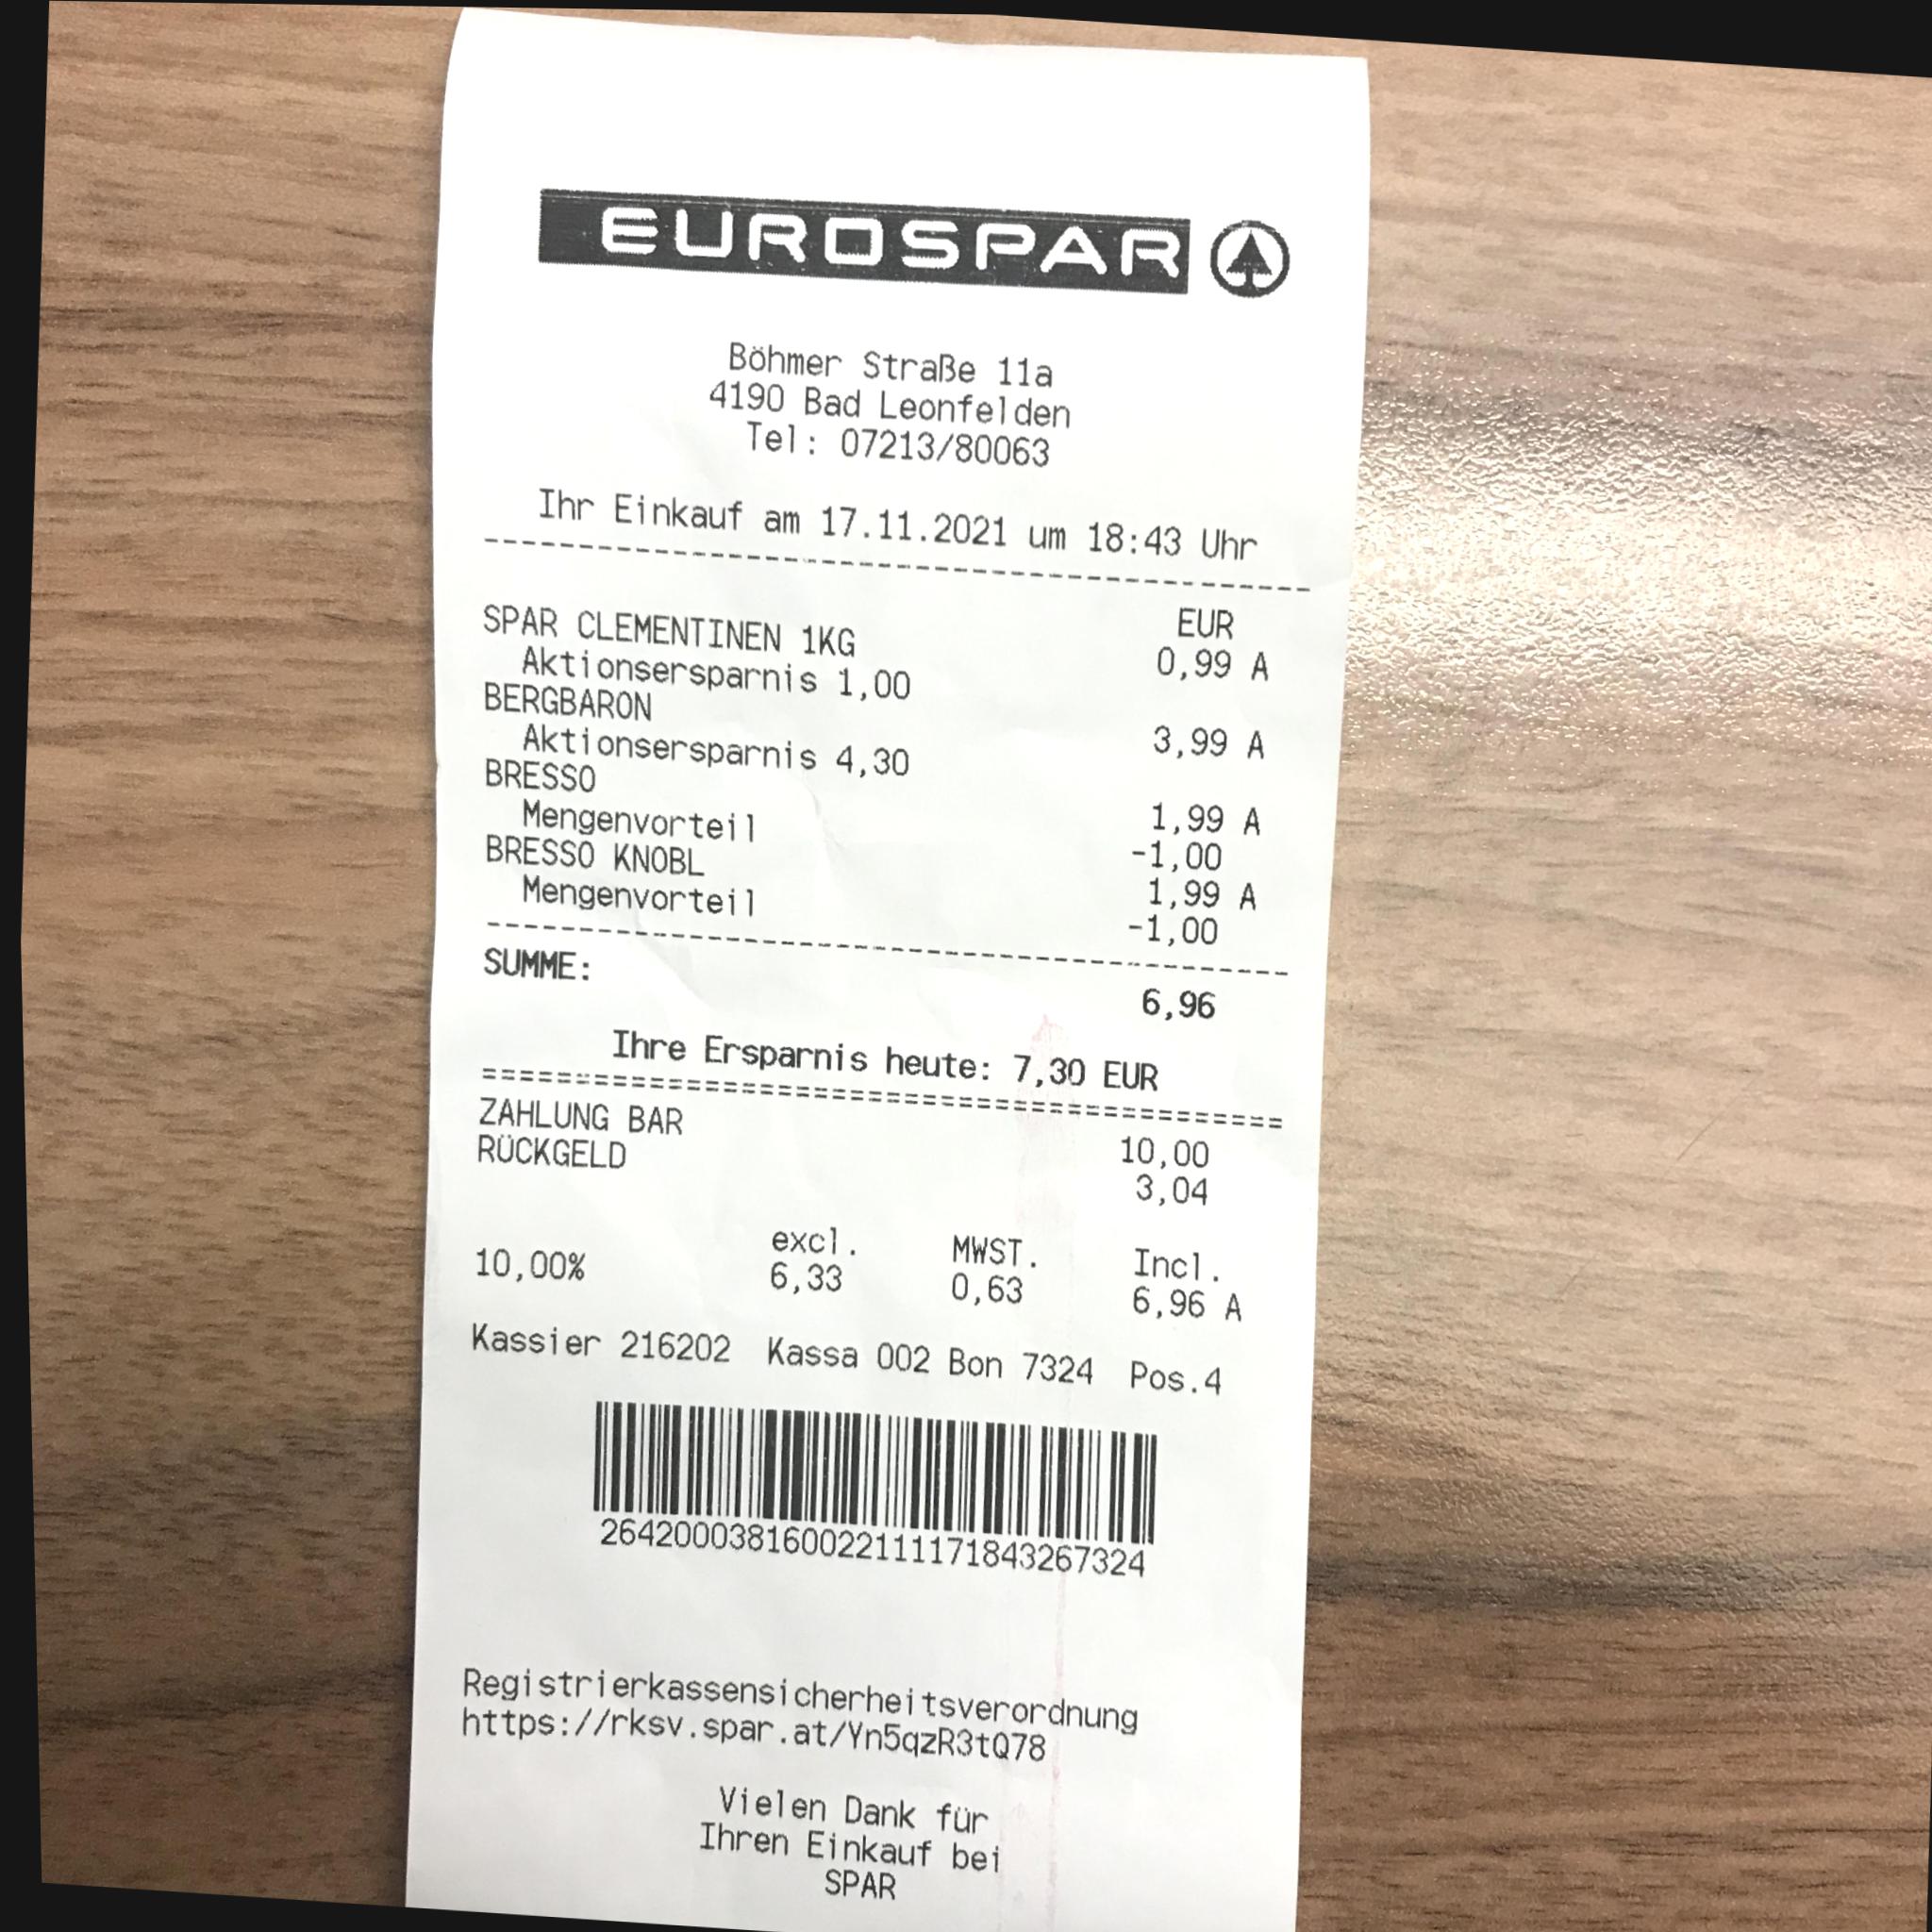 EUROSPAR
Böhmer Straße 11a
4190 Bad Leonfelden
Tel: 07213/80063
Ihr Einkauf am 17.11.2021 um 18:43 Uhr
EUR
SPAR CLEMENTINEN 1KG 0,99 A
Aktionsersparnis 1,00
BERGBARON 3,99 A
Aktionsersparnis 4,30
BRESSO 1,99 A
Mengenvorteil -1,00
BRESSO KNOBL 1,99 A
Mengenvorteil -1,00
SUMME: 6,96
Ihre Ersparnis heute: 7,30 EUR
ZAHLUNG BAR 10,00
RÜCKGELD 3,04
excl. MWST. Incl.
10,00% 6,33 0,63 6,96 A
Kassier 216202 Kassa 002 Bon 7324 Pos.4
26420003816002211117184326​7324
Registrierkassensicherheitsverordnung
https://rksv.spar.at/Yn5qzR3tQ78
Vielen Dank für
Ihren Einkauf bei
SPAR